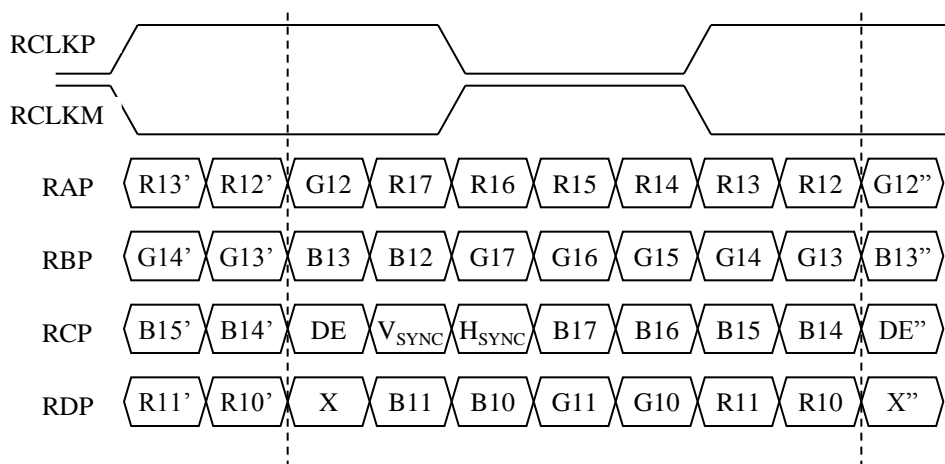 RCLKP
RCLKM
RAP R13’ R12’ G12 R17 R16 R15 R14 R13 R12 G12”
RBP G14’ G13’ B13 B12 G17 G16 G15 G14 G13 B13”
RCP B15’ B14’ DE VSYNC HSYNC B17 B16 B15 B14 DE”
RDP R11’ R10’ X B11 B10 G11 G10 R11 R10 X”